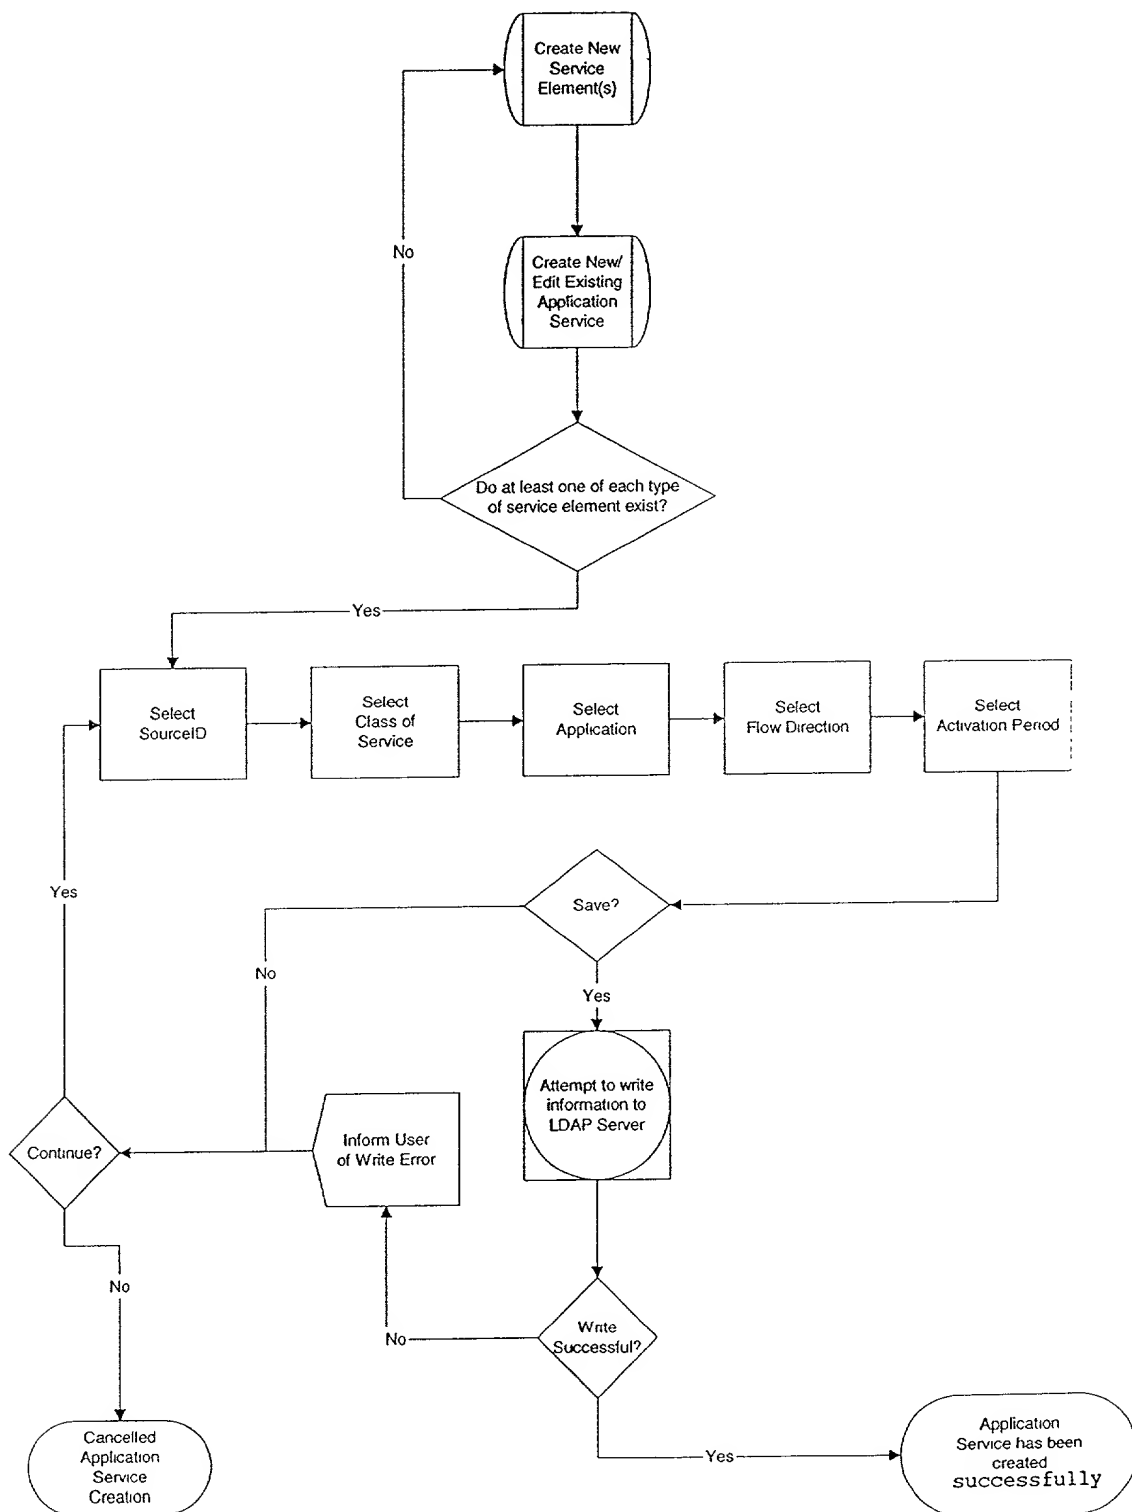 Create New
Service
Element(s)
No
Create New/
Edit Existing
Application
Service
Do at least one of each type
of service element exist?
Yes
Select
SourceID
Select
Class of
Service
Select
Application
Select
Flow Direction
Select
Activation Period
Yes
Save?
No
Yes
Attempt to write
information to
LDAP Server
Inform User
of Write Error
Continue?
No
Write
Successful?
No
Yes
Cancelled
Application
Service
Creation
Application
Service has been
created
successfully